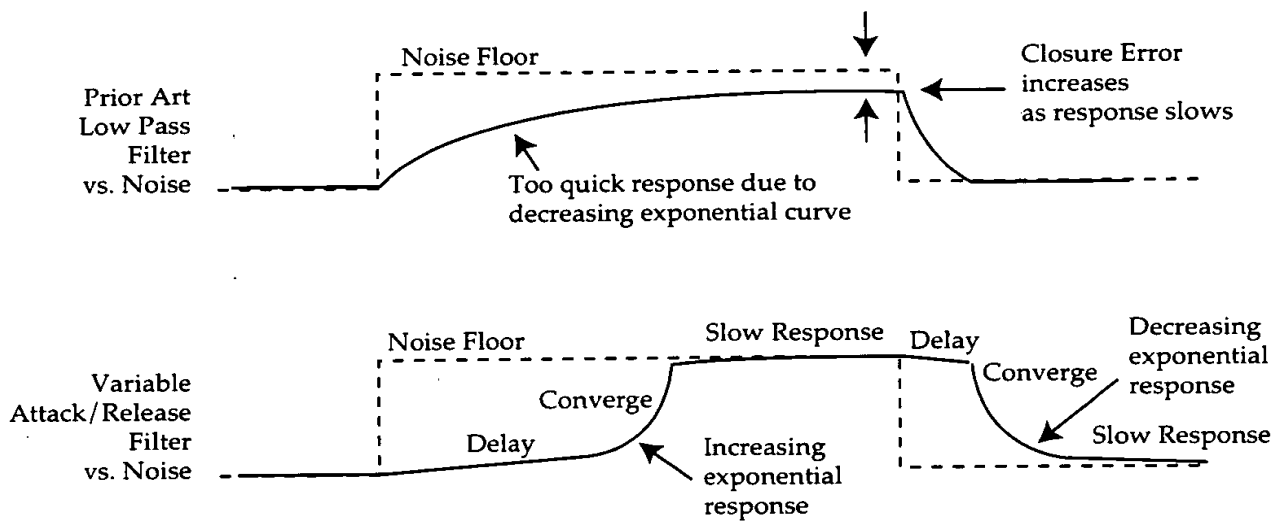 Noise Floor
Prior Art
Low Pass
Filter
vs. Noise
Closure Error
increases
as response slows
Too quick response due to
decreasing exponential curve
Variable
Attack/Release
Filter
vs. Noise
Noise Floor
Delay
Converge
Increasing
exponential
response
Slow Response
Delay
Converge
Decreasing
exponential
response
Slow Response